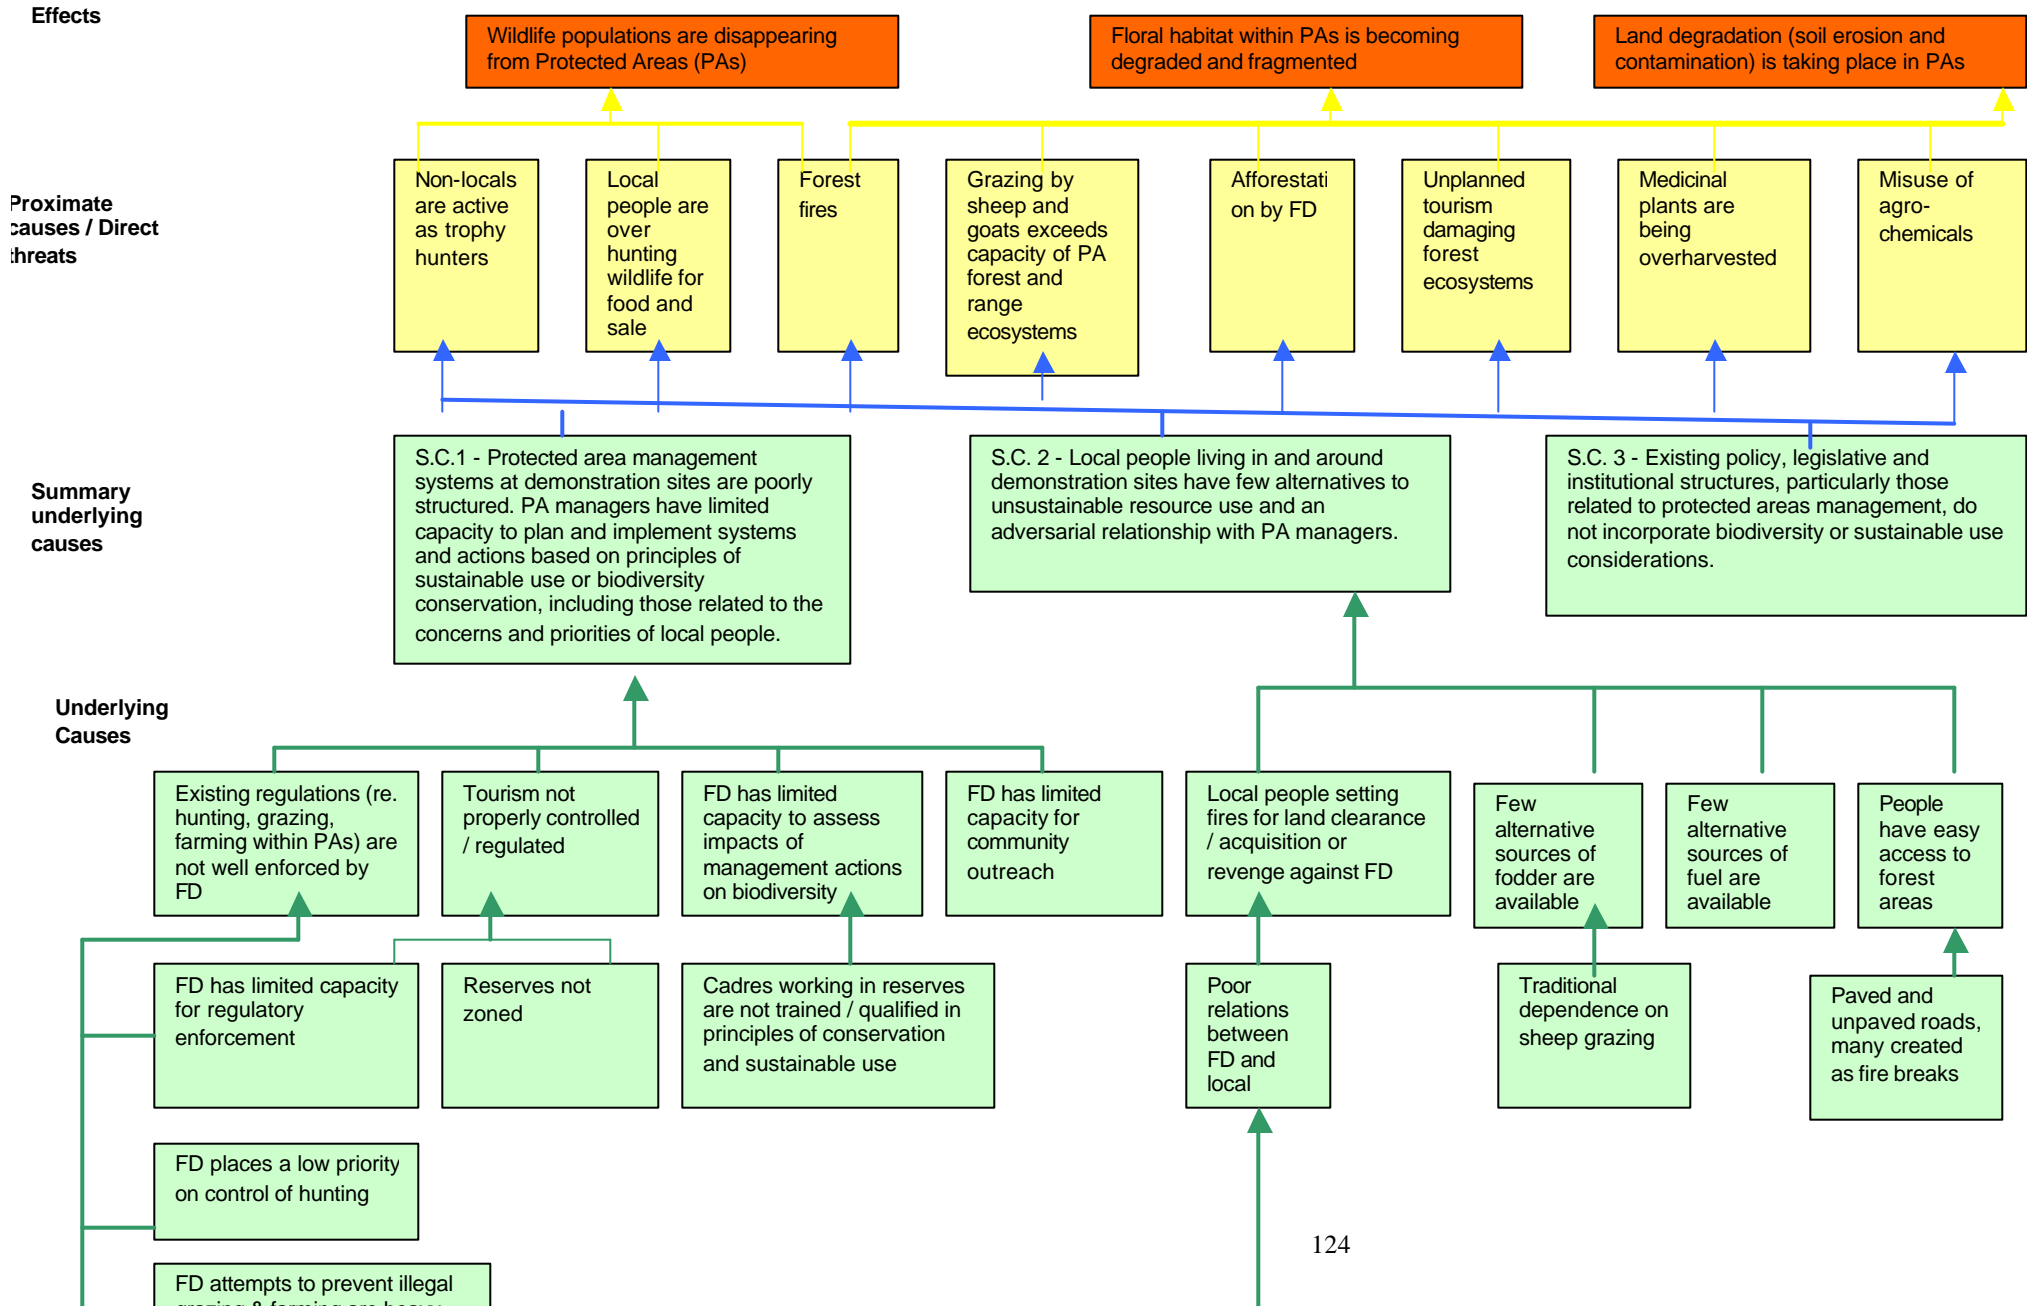 Effects
Wildlife populations are disappearing
from Protected Areas (PAs)
Floral habitat within PAs is becoming
degraded and fragmented
Land degradation (soil erosion and
contamination) is taking place in PAs
Proximate
causes / Direct
threats
Non-locals
are active
as trophy
hunters
Local
people are
over
hunting
wildlife for
food and
sale
Forest
fires
Grazing by
sheep and
goats exceeds
capacity of PA
forest and
range
ecosystems
Afforestati
on by FD
Unplanned
tourism
damaging
forest
ecosystems
Medicinal
plants are
being
overharvested
Misuse of
agro-
chemicals
Summary
underlying
causes
S.C.1 - Protected area management
systems at demonstration sites are poorly
structured. PA managers have limited
capacity to plan and implement systems
and actions based on principles of
sustainable use or biodiversity
conservation, including those related to the
concerns and priorities of local people.
S.C. 2 - Local people living in and around
demonstration sites have few alternatives to
unsustainable resource use and an
adversarial relationship with PA managers.
S.C. 3 - Existing policy, legislative and
institutional structures, particularly those
related to protected areas management, do
not incorporate biodiversity or sustainable use
considerations.
Underlying
Causes
Existing regulations (re.
hunting, grazing,
farming within PAs) are
not well enforced by
FD
Tourism not
properly controlled
/ regulated
FD has limited
capacity to assess
impacts of
management actions
on biodiversity
FD has limited
capacity for
community
outreach
Local people setting
fires for land clearance
/ acquisition or
revenge against FD
Few
alternative
sources of
fodder are
available
Few
alternative
sources of
fuel are
available
People
have easy
access to
forest
areas
FD has limited capacity
for regulatory
enforcement
Reserves not
zoned
Cadres working in reserves
are not trained / qualified in
principles of conservation
and sustainable use
Poor
relations
between
FD and
local
Traditional
dependence on
sheep grazing
Paved and
unpaved roads,
many created
as fire breaks
FD places a low priority
on control of hunting
124
FD attempts to prevent illegal
grazing & farming are heavy